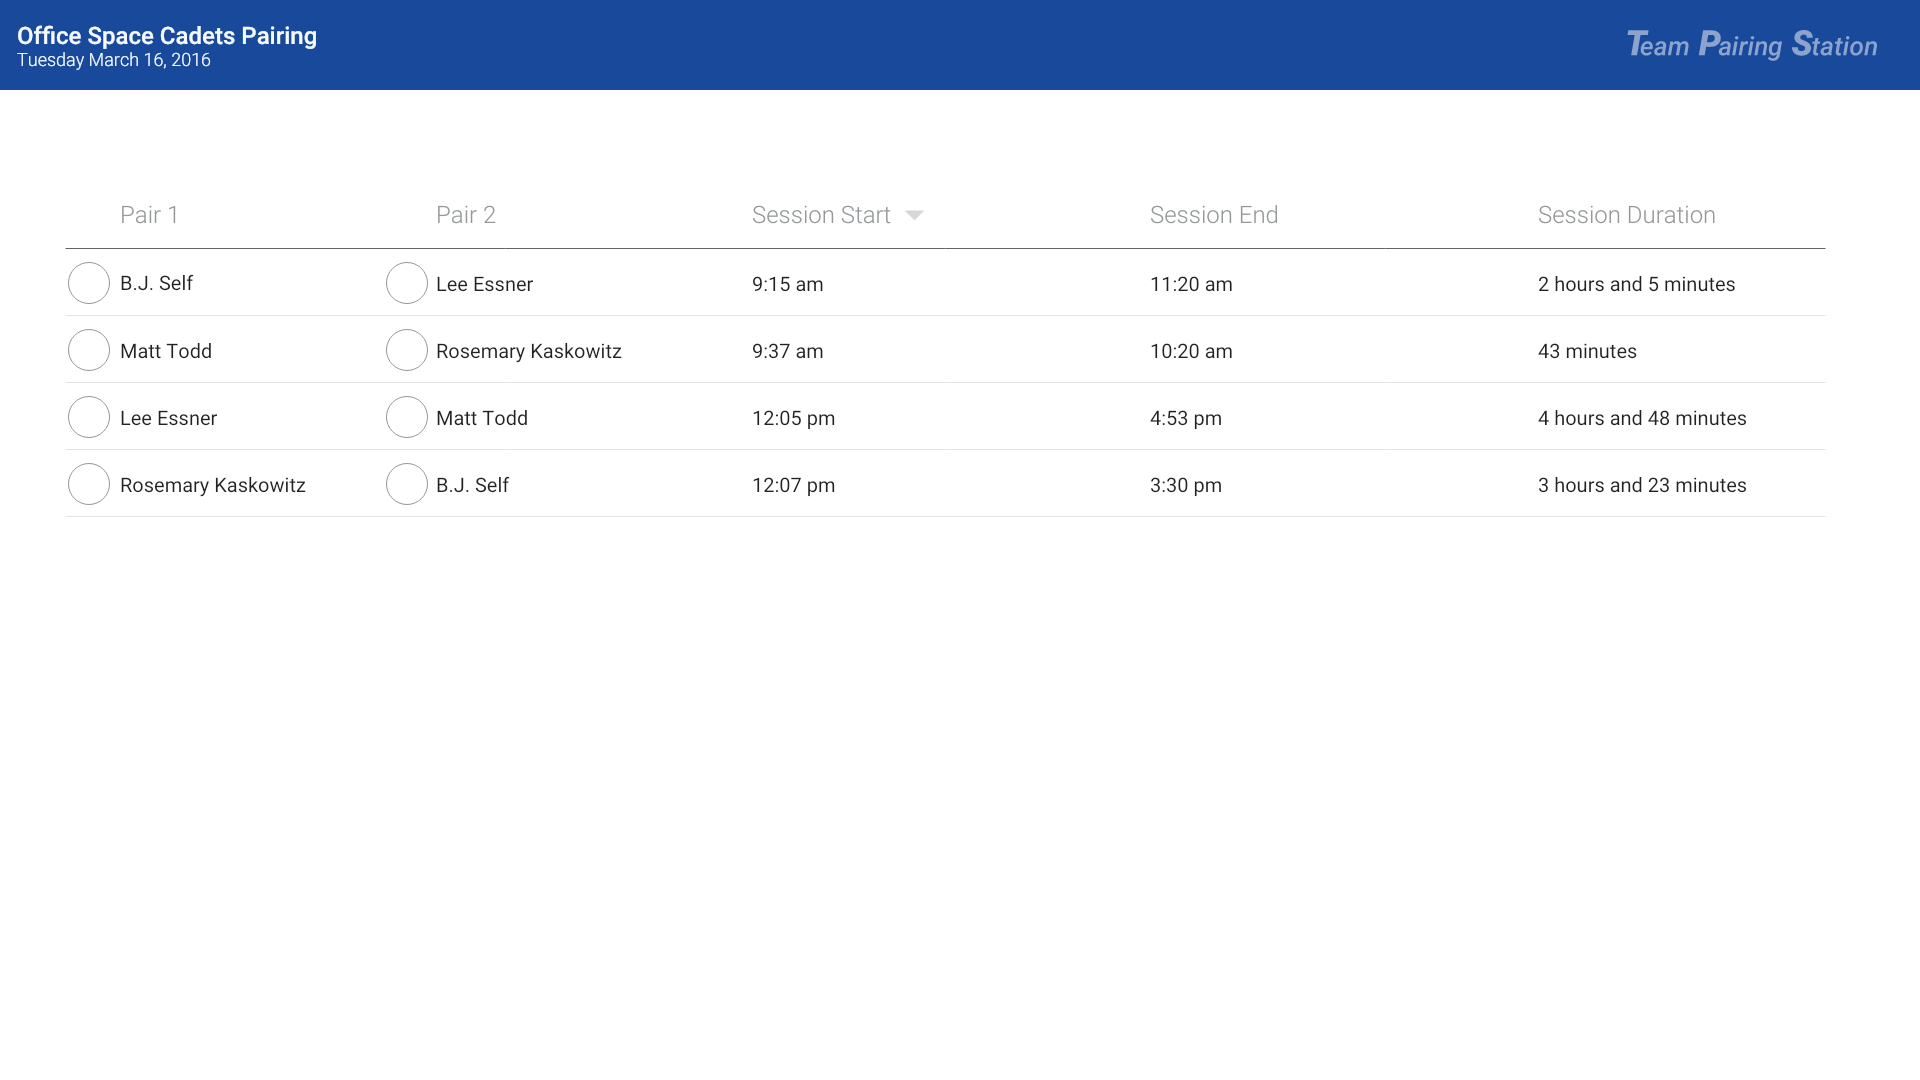 Office Space Cadets Pairing
Tuesday March 16, 2016
Team Pairing Station
Pair 1 Pair 2 Session Start Session End Session Duration
B.J. Self Lee Essner 9:15 am 11:20 am 2 hours and 5 minutes
Matt Todd Rosemary Kaskowitz 9:37 am 10:20 am 43 minutes
Lee Essner Matt Todd 12:05 pm 4:53 pm 4 hours and 48 minutes
Rosemary Kaskowitz B.J. Self 12:07 pm 3:30 pm 3 hours and 23 minutes